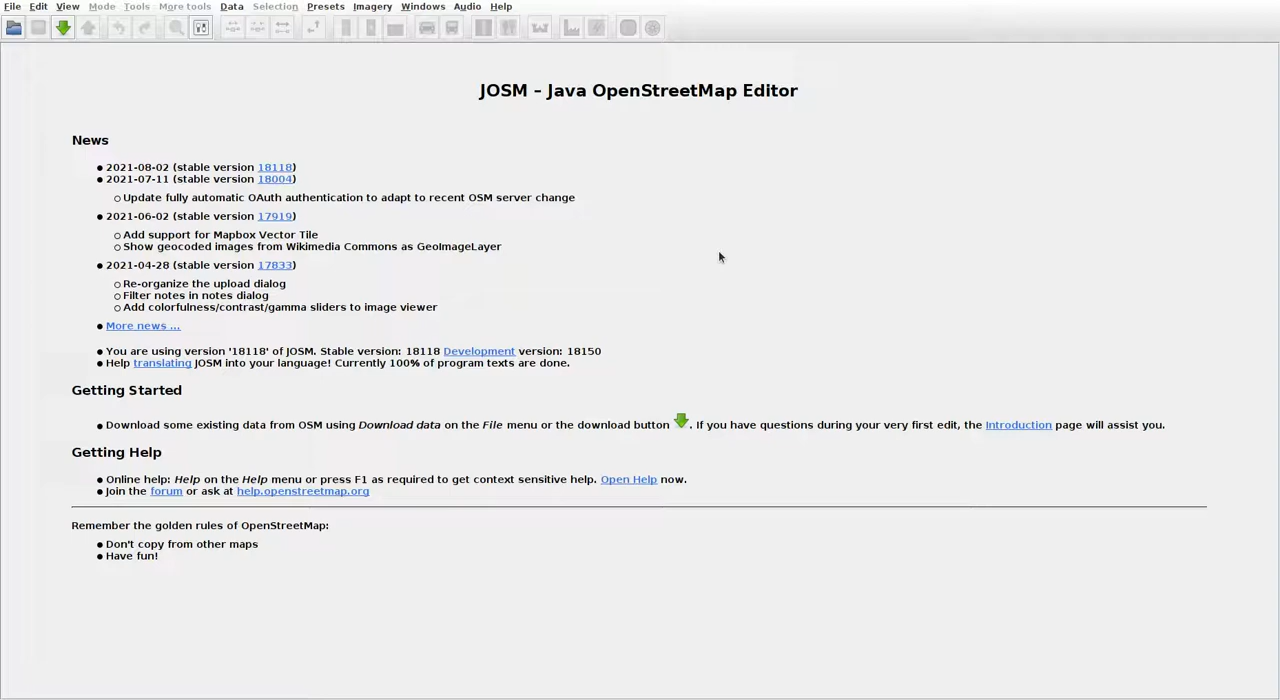 File Edit View Mode Tools More tools Data Selection Presets Imagery Windows Audio Help
JOSM – Java OpenStreetMap Editor
News
2021-08-02 (stable version 18118)
2021-07-11 (stable version 18004)
Update fully automatic OAuth authentication to adapt to recent OSM server change
2021-06-02 (stable version 17919)
Add support for Mapbox Vector Tile
Show geocoded images from Wikimedia Commons as GeoImageLayer
2021-04-28 (stable version 17833)
Re-organize the upload dialog
Filter notes in notes dialog
Add colorfulness/contrast/gamma sliders to image viewer
More news ...
You are using version '18118' of JOSM. Stable version: 18118 Development version: 18150
Help translating JOSM into your language! Currently 100% of program texts are done.
Getting Started
Download some existing data from OSM using Download data on the File menu or the download button . If you have questions during your very first edit, the Introduction page will assist you.
Getting Help
Online help: Help on the Help menu or press F1 as required to get context sensitive help. Open Help now.
Join the forum or ask at help.openstreetmap.org
Remember the golden rules of OpenStreetMap:
Don't copy from other maps
Have fun!